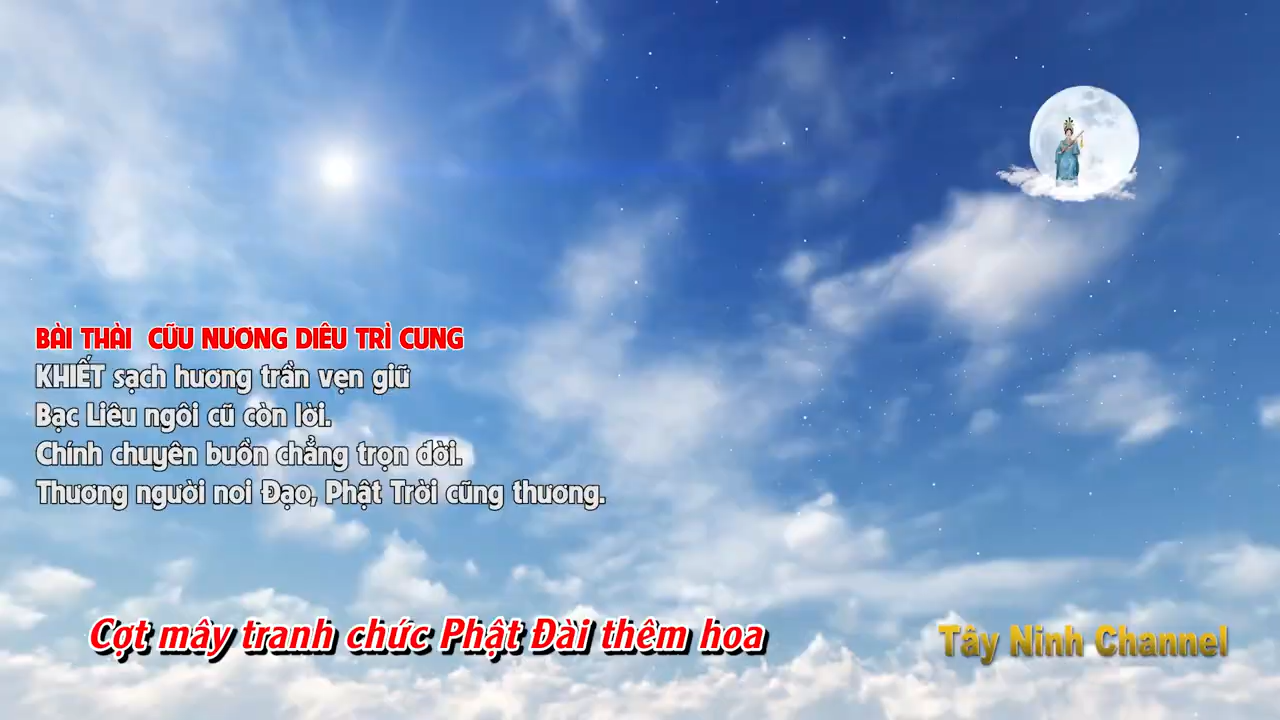 BÀI THÀI CỮU NƯƠNG DIÊU TRÌ CUNG
KHIẾT sạch hương trần vẹn giữ
Bạc Liêu ngôi cũ còn lời.
Chính chuyên buồn chẳng trọn đời.
Thương người noi Đạo, Phật Trời cũng thương.
Cợt mây tranh chức Phật Đài thêm hoa
Tây Ninh Channel